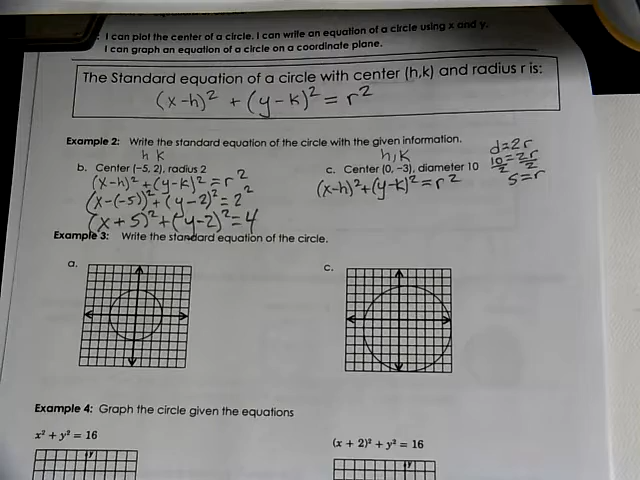 I can plot the center of a circle. I can write an equation of a circle using x and y.
I can graph an equation of a circle on a coordinate plane.
The Standard equation of a circle with center (h,k) and radius r is:
(x-h)² + (y-k)² = r²
Example 2: Write the standard equation of the circle with the given information.
h k
b. Center (−5, 2), radius 2
(x-h)² + (y-k)² = r²
(x-(-5))² + (y-2)² = 2²
(x+5)² + (y-2)² = 4
h, k
c. Center (0, −3), diameter 10
(x-h)² + (y-k)² = r²
d=2r
10=2r
2 2
5=r
Example 3: Write the standard equation of the circle.
a.
c.
Example 4: Graph the circle given the equations
x² + y² = 16
(x + 2)² + y² = 16
y
y